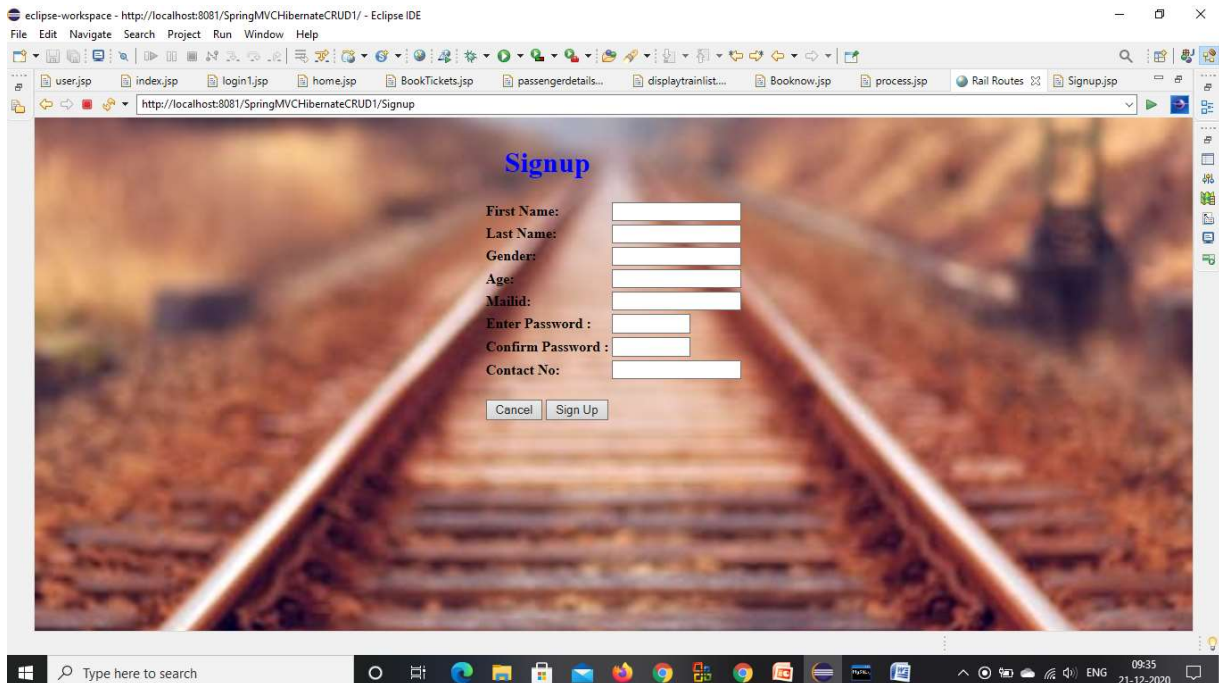 eclipse-workspace - http://localhost:8081/SpringMVCHibernateCRUD1/ - Eclipse IDE
File Edit Navigate Search Project Run Window Help
user.jsp index.jsp login1.jsp home.jsp BookTickets.jsp passengerdetails... displaytrainlist.... Booknow.jsp process.jsp Rail Routes Signup.jsp
http://localhost:8081/SpringMVCHibernateCRUD1/Signup
Signup
First Name:
Last Name:
Gender:
Age:
Mailid:
Enter Password :
Confirm Password :
Contact No:
Cancel Sign Up
Type here to search
ENG
09:35
21-12-2020